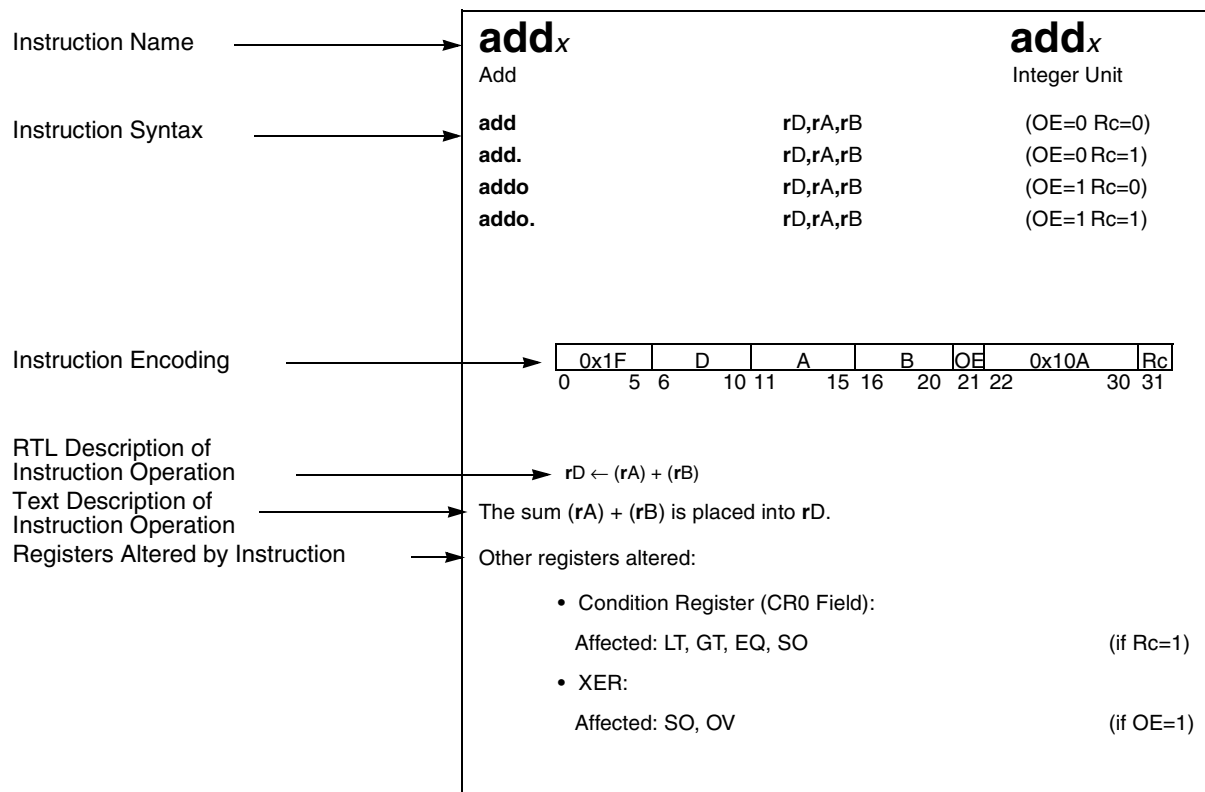 Instruction Name addx addx
Add Integer Unit
Instruction Syntax add rD,rA,rB (OE=0 Rc=0)
add. rD,rA,rB (OE=0 Rc=1)
addo rD,rA,rB (OE=1 Rc=0)
addo. rD,rA,rB (OE=1 Rc=1)
Instruction Encoding 0x1F D A B OE 0x10A Rc
0 5 6 10 11 15 16 20 21 22 30 31
RTL Description of
Instruction Operation rD ← (rA) + (rB)
Text Description of
Instruction Operation The sum (rA) + (rB) is placed into rD.
Registers Altered by Instruction Other registers altered:
• Condition Register (CR0 Field):
Affected: LT, GT, EQ, SO (if Rc=1)
• XER:
Affected: SO, OV (if OE=1)